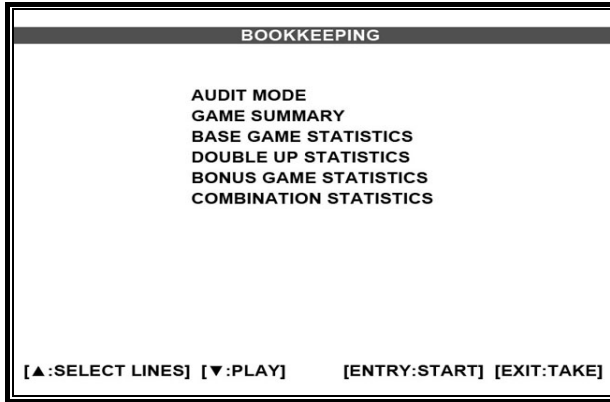 BOOKKEEPING
AUDIT MODE
GAME SUMMARY
BASE GAME STATISTICS
DOUBLE UP STATISTICS
BONUS GAME STATISTICS
COMBINATION STATISTICS
[▲:SELECT LINES] [▼:PLAY] [ENTRY:START] [EXIT:TAKE]